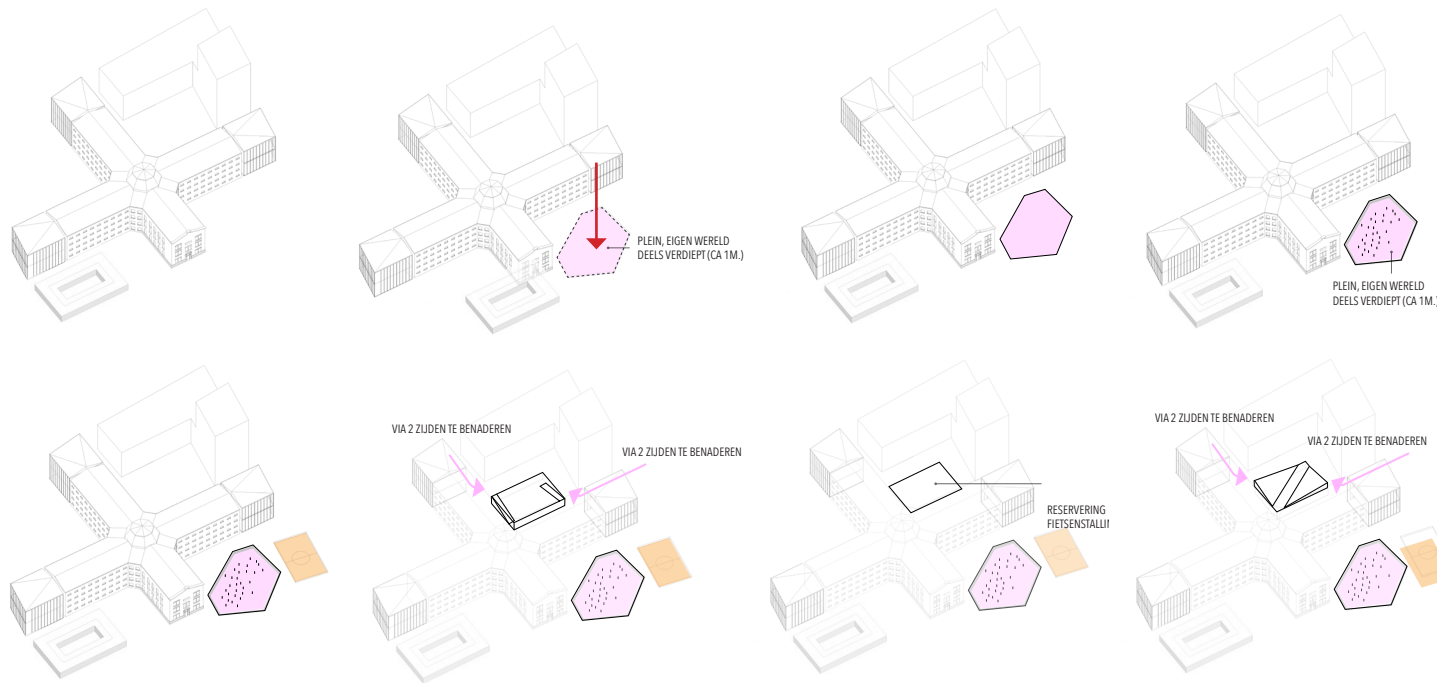 PLEIN, EIGEN WERELD
DEELS VERDIEPT (CA 1M.)
PLEIN, EIGEN WERELD
DEELS VERDIEPT (CA 1M.)
VIA 2 ZIJDEN TE BENADEREN
VIA 2 ZIJDEN TE BENADEREN
RESERVERING
FIETSENSTALLIN
VIA 2 ZIJDEN TE BENADEREN
VIA 2 ZIJDEN TE BENADEREN